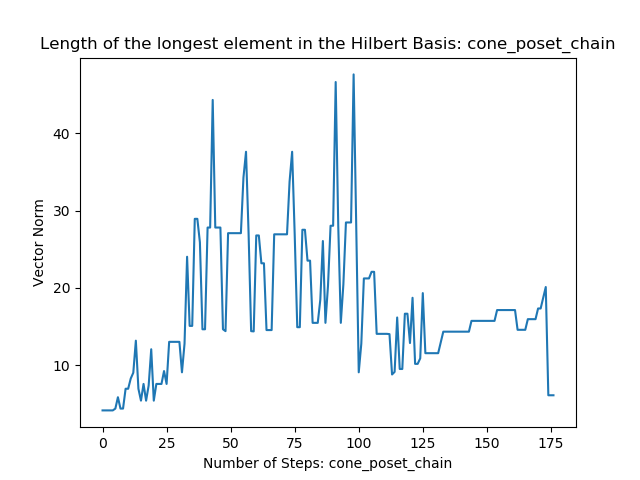 Length of the longest element in the Hilbert Basis: cone_poset_chain
40
30
20
10
Vector Norm
0 25 50 75 100 125 150 175
Number of Steps: cone_poset_chain